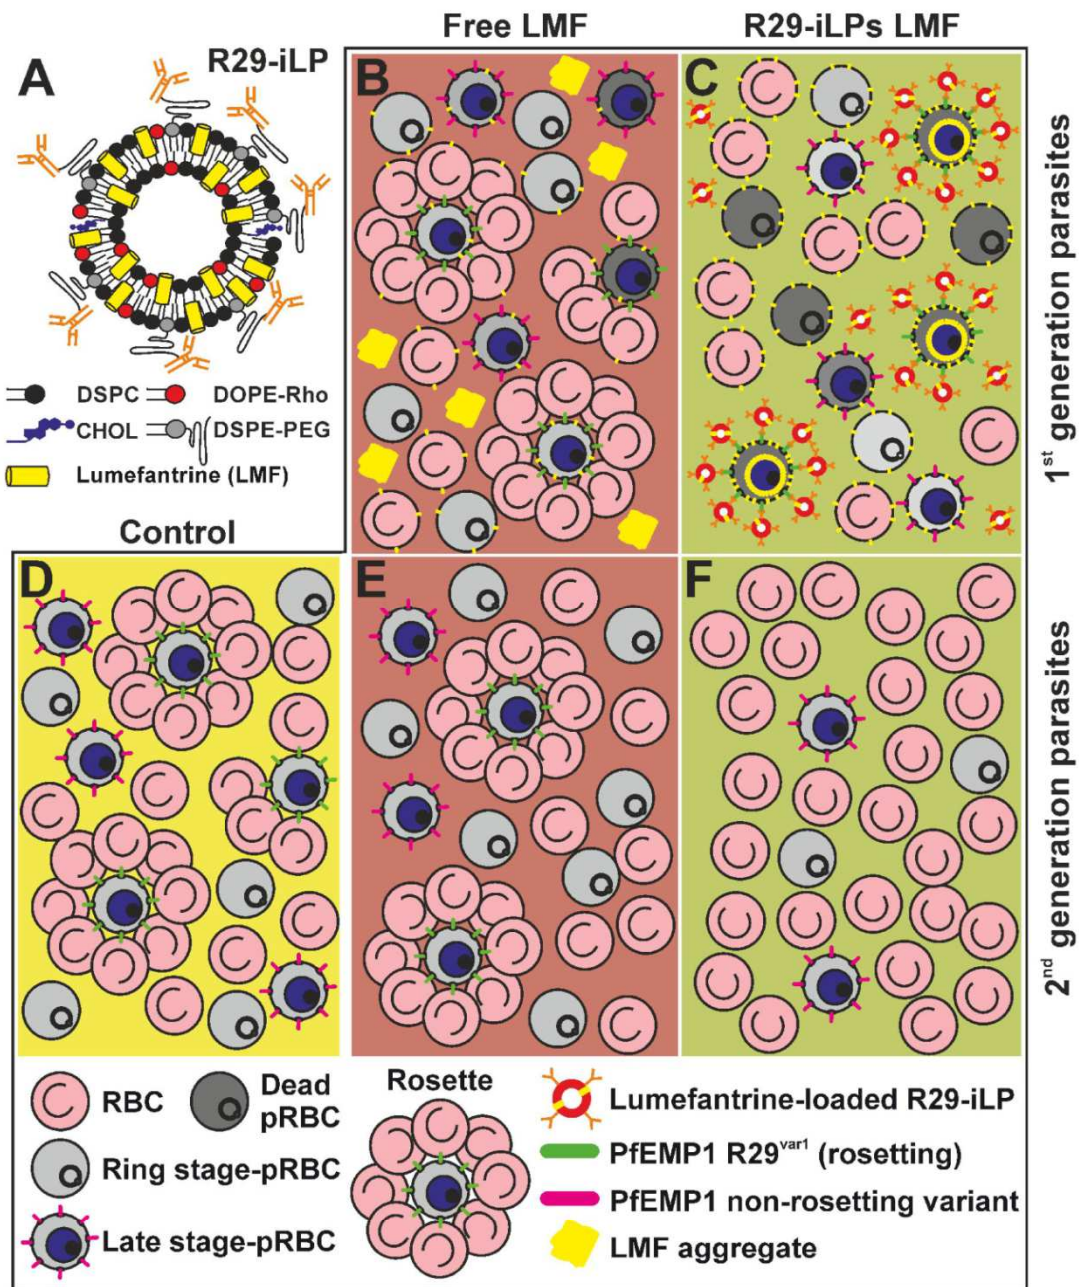 Free LMF
R29-iLPs LMF
A
R29-iLP
B
C
DSPC
DOPE-Rho
CHOL
DSPE-PEG
Lumefantrine (LMF)
1st generation parasites
Control
D
E
F
2nd generation parasites
RBC
Dead
pRBC
Ring stage-pRBC
Late stage-pRBC
Rosette
Lumefantrine-loaded R29-iLP
PfEMP1 R29var1 (rosetting)
PfEMP1 non-rosetting variant
LMF aggregate